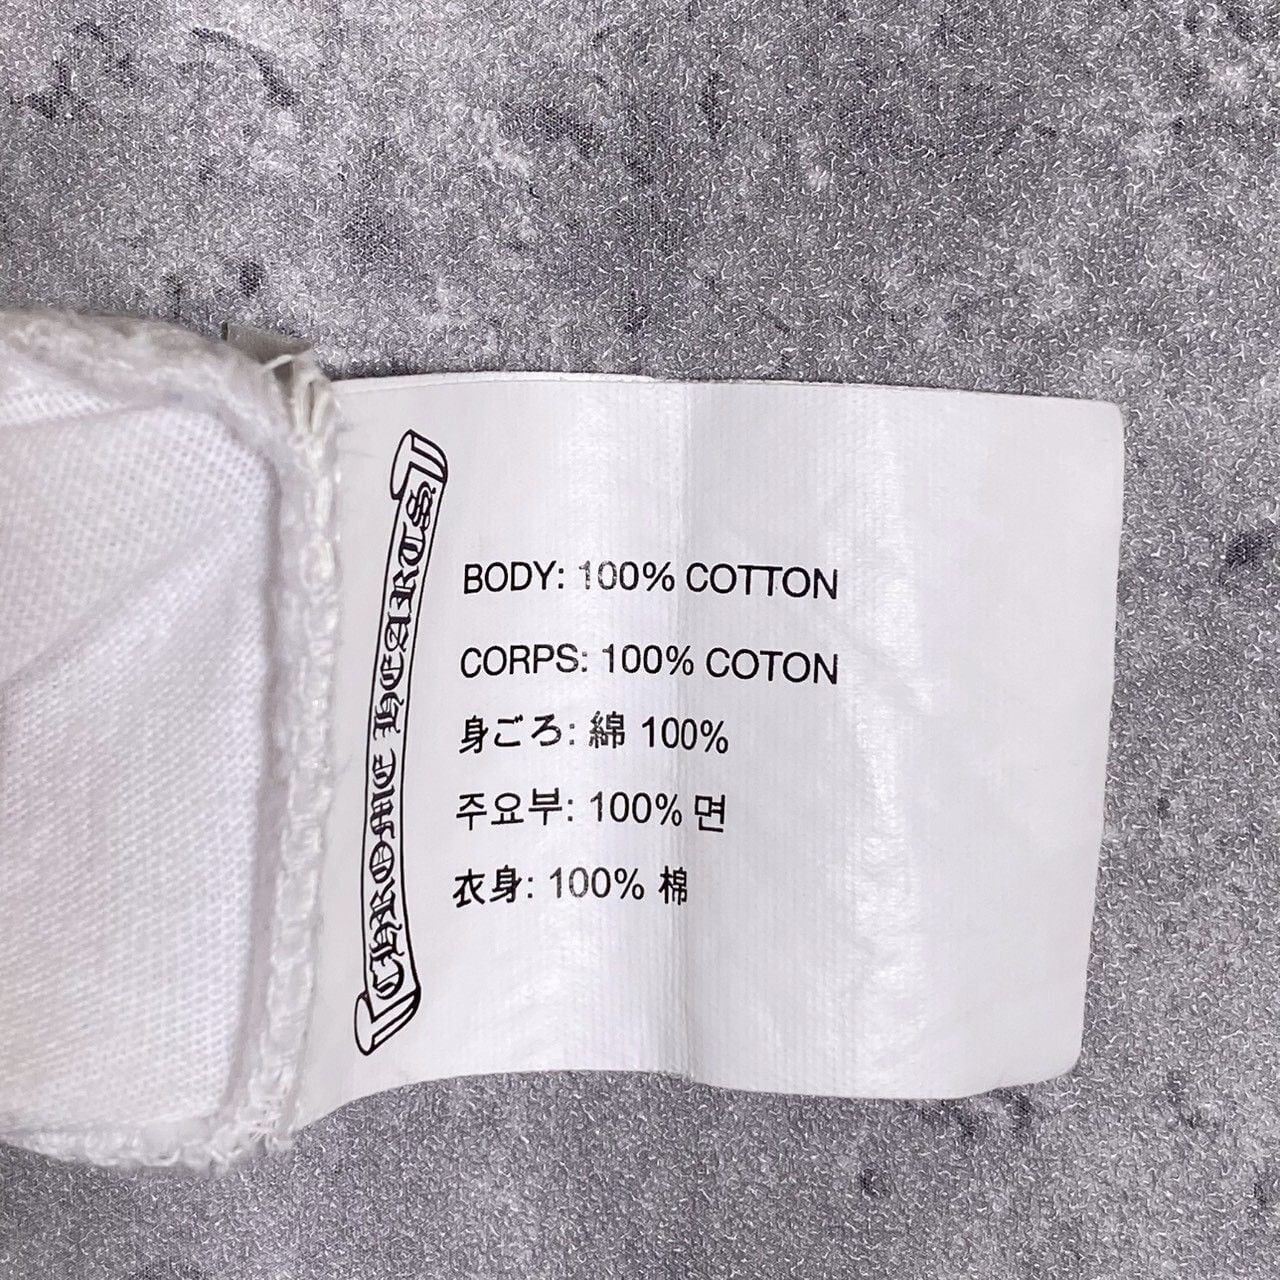 CHROME HEARTS
BODY: 100% COTTON
CORPS: 100% COTON
身ごろ: 綿 100%
주요부: 100% 면
衣身: 100% 棉